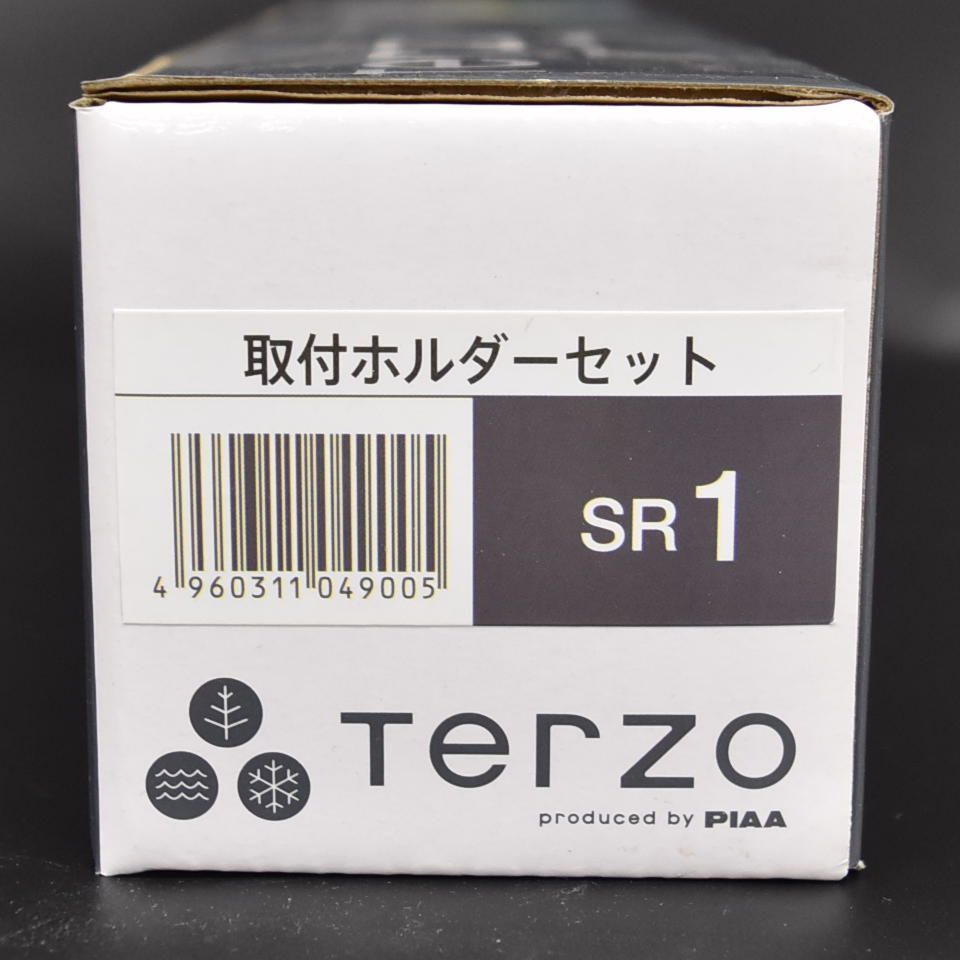 取付ホルダーセット
SR 1
4 960311 049005
Terzo
produced by PIAA